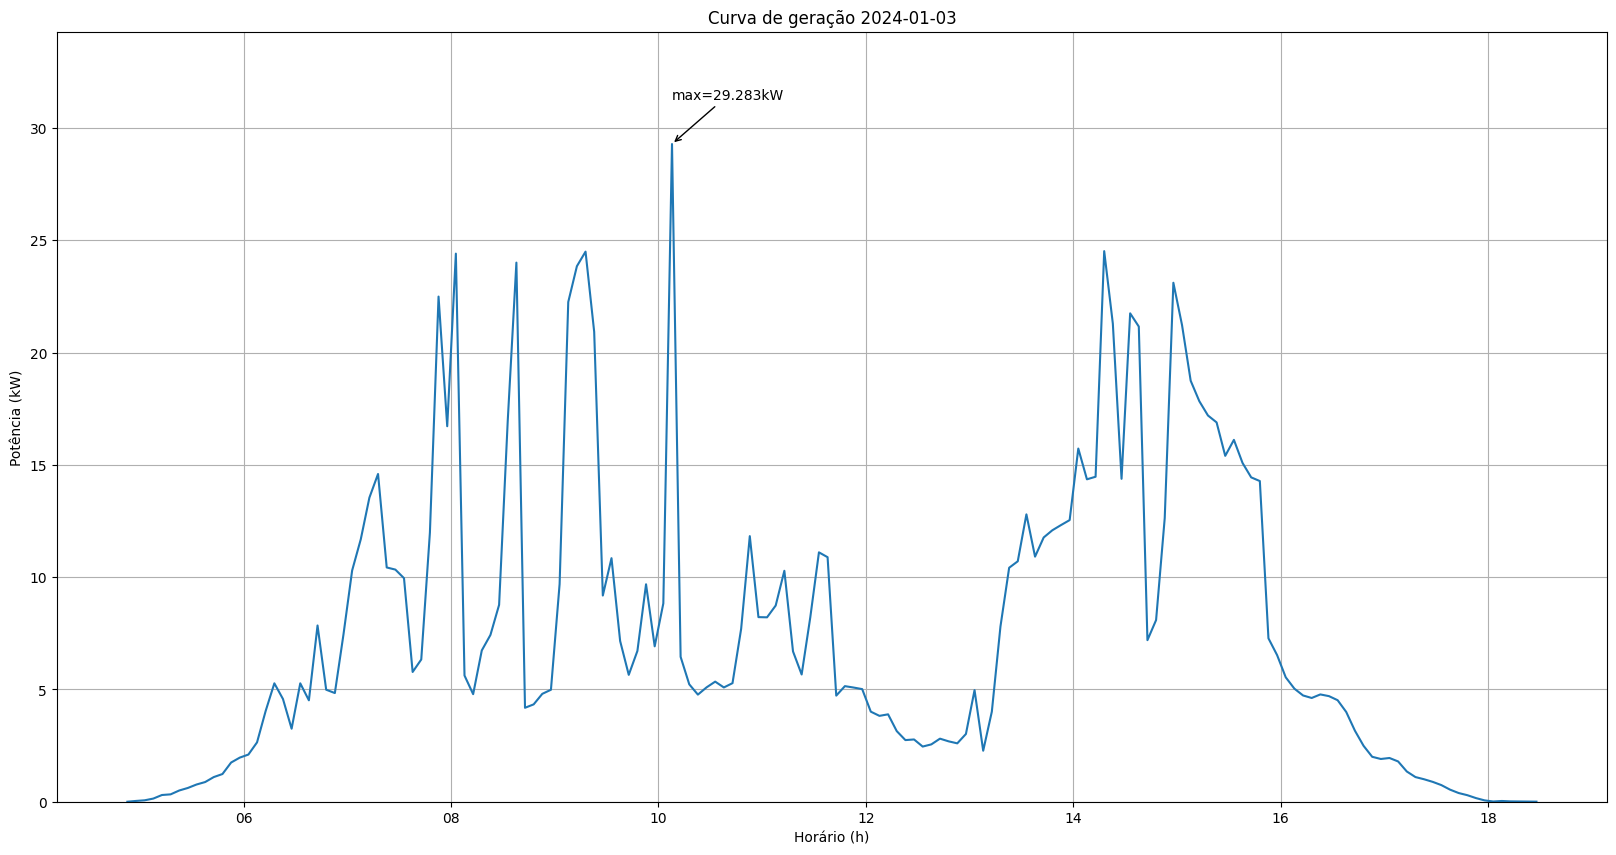 Curva de geração 2024-01-03
max=29.283kW
30
25
20
15
10
5
0
Potência (kW)
06 08 10 12 14 16 18
Horário (h)